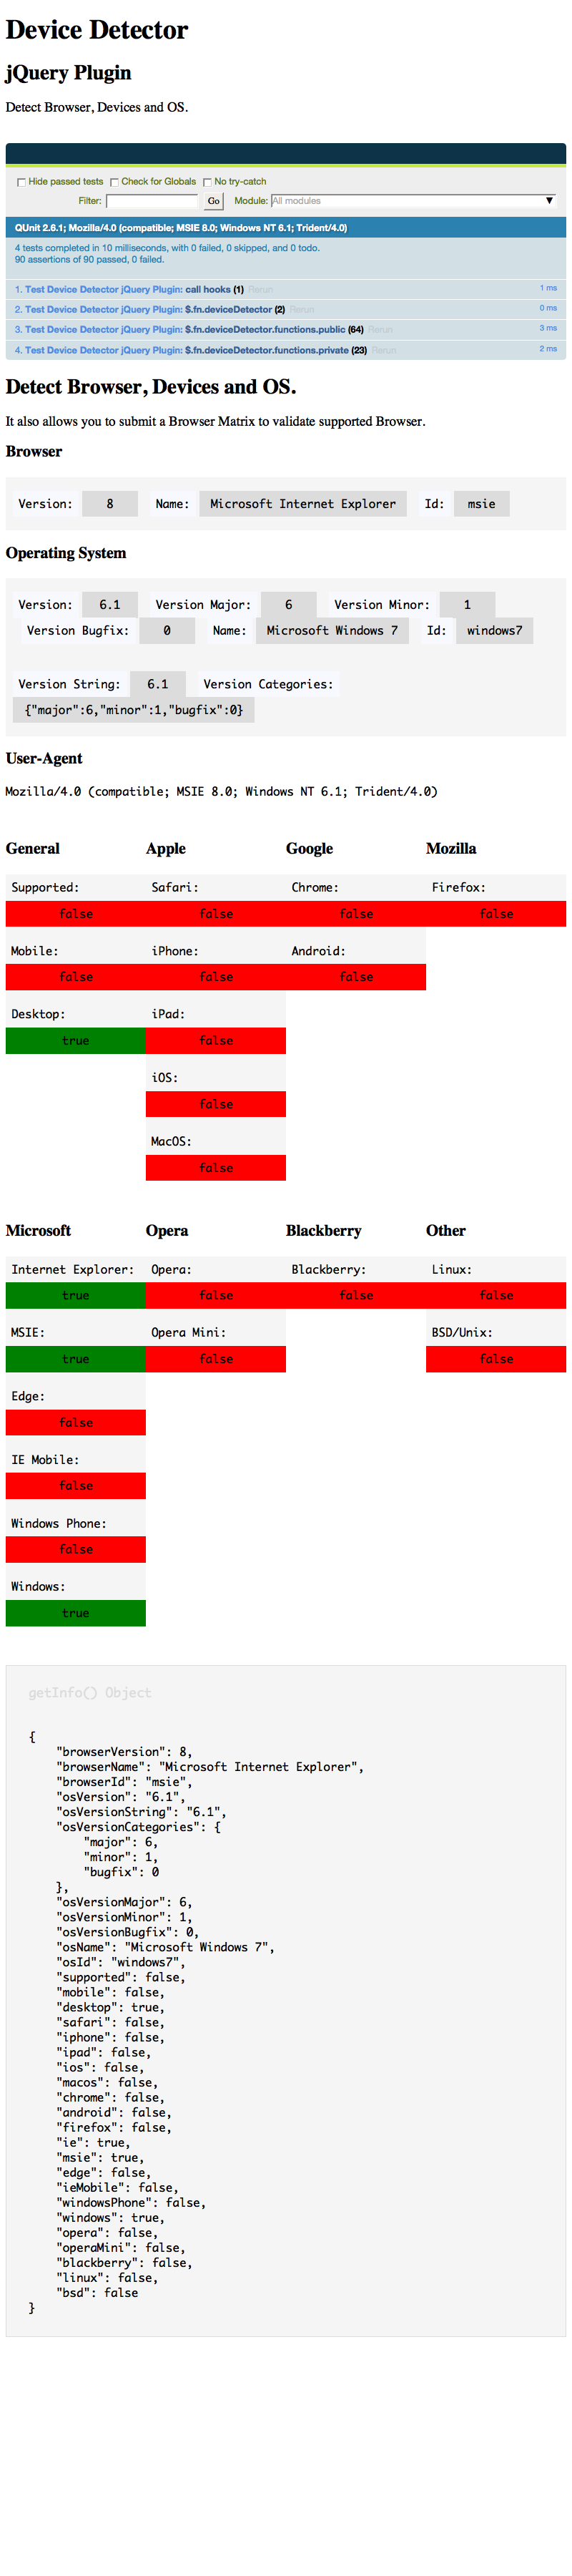 Device Detector
jQuery Plugin
Detect Browser, Devices and OS.
Hide passed tests Check for Globals No try-catch
Filter: Go Module: All modules ▼
QUnit 2.6.1; Mozilla/4.0 (compatible; MSIE 8.0; Windows NT 6.1; Trident/4.0)
4 tests completed in 10 milliseconds, with 0 failed, 0 skipped, and 0 todo.
90 assertions of 90 passed, 0 failed.
1. Test Device Detector jQuery Plugin: call hooks (1) Rerun 1 ms
2. Test Device Detector jQuery Plugin: $.fn.deviceDetector (2) Rerun 0 ms
3. Test Device Detector jQuery Plugin: $.fn.deviceDetector.functions.public (64) Rerun 3 ms
4. Test Device Detector jQuery Plugin: $.fn.deviceDetector.functions.private (23) Rerun 2 ms
Detect Browser, Devices and OS.
It also allows you to submit a Browser Matrix to validate supported Browser.
Browser
Version: 8 Name: Microsoft Internet Explorer Id: msie
Operating System
Version: 6.1 Version Major: 6 Version Minor: 1
Version Bugfix: 0 Name: Microsoft Windows 7 Id: windows7
Version String: 6.1 Version Categories:
{"major":6,"minor":1,"bugfix":0}
User-Agent
Mozilla/4.0 (compatible; MSIE 8.0; Windows NT 6.1; Trident/4.0)
General Apple Google Mozilla
Supported: Safari: Chrome: Firefox:
false false false false
Mobile: iPhone: Android:
false false false
Desktop: iPad:
true false
iOS:
false
MacOS:
false
Microsoft Opera Blackberry Other
Internet Explorer: Opera: Blackberry: Linux:
true false false false
MSIE: Opera Mini: BSD/Unix:
true false false
Edge:
false
IE Mobile:
false
Windows Phone:
false
Windows:
true
getInfo() Object
{
"browserVersion": 8,
"browserName": "Microsoft Internet Explorer",
"browserId": "msie",
"osVersion": "6.1",
"osVersionString": "6.1",
"osVersionCategories": {
"major": 6,
"minor": 1,
"bugfix": 0
},
"osVersionMajor": 6,
"osVersionMinor": 1,
"osVersionBugfix": 0,
"osName": "Microsoft Windows 7",
"osId": "windows7",
"supported": false,
"mobile": false,
"desktop": true,
"safari": false,
"iphone": false,
"ipad": false,
"ios": false,
"macos": false,
"chrome": false,
"android": false,
"firefox": false,
"ie": true,
"msie": true,
"edge": false,
"ieMobile": false,
"windowsPhone": false,
"windows": true,
"opera": false,
"operaMini": false,
"blackberry": false,
"linux": false,
"bsd": false
}